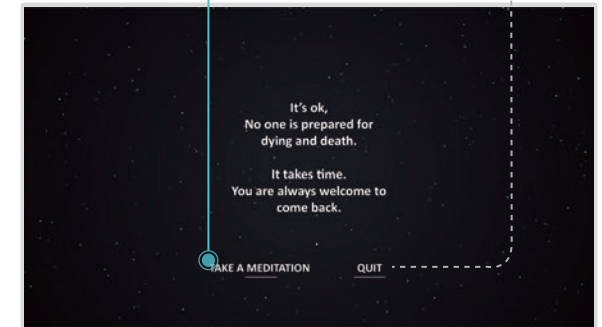 It's ok,
No one is prepared for
dying and death.
It takes time.
You are always welcome to
come back.
TAKE A MEDITATION
QUIT